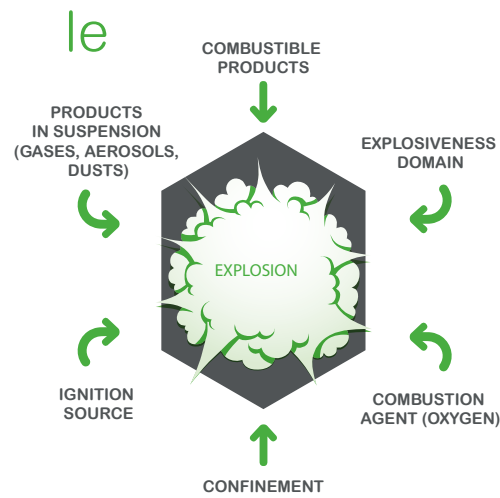 le
COMBUSTIBLE
PRODUCTS
PRODUCTS
IN SUSPENSION
(GASES, AEROSOLS,
DUSTS)
EXPLOSIVENESS
DOMAIN
EXPLOSION
IGNITION
SOURCE
COMBUSTION
AGENT (OXYGEN)
CONFINEMENT